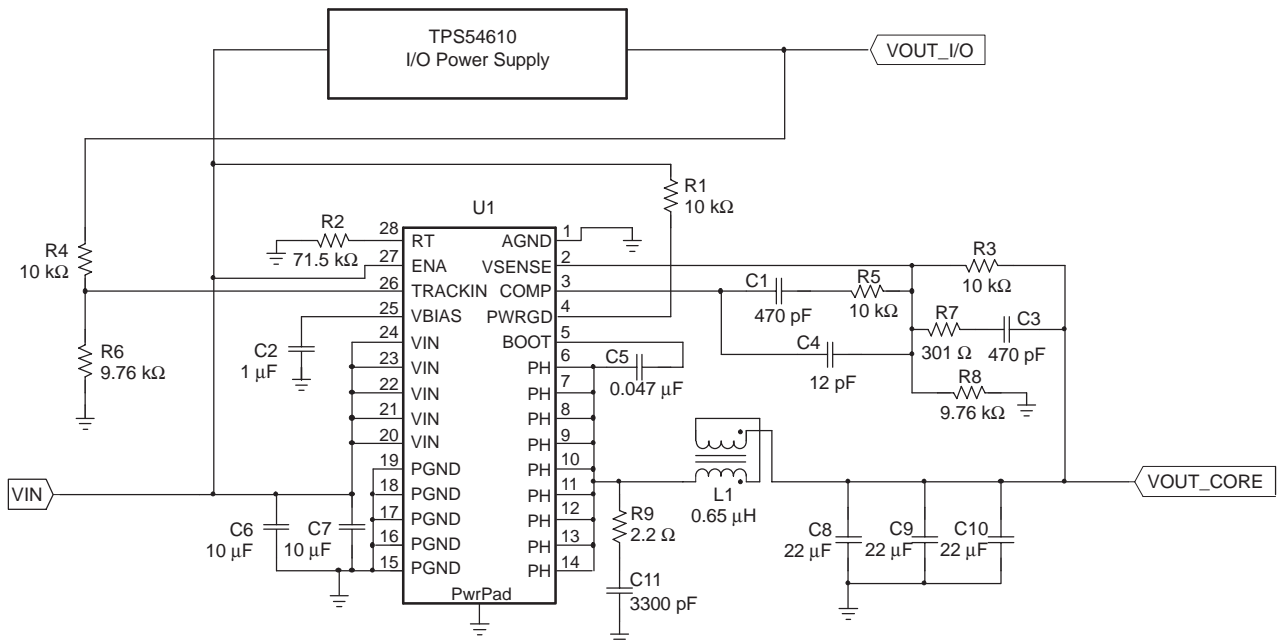 TPS54610
I/O Power Supply
VOUT_I/O
R1
10 kΩ
U1
R2
71.5 kΩ
R4
10 kΩ
R6
9.76 kΩ
C2
1 μF
28
RT
27
ENA
26
TRACKIN
25
VBIAS
24
VIN
23
VIN
22
VIN
21
VIN
20
VIN
19
PGND
18
PGND
17
PGND
16
PGND
15
PGND
1
AGND
2
VSENSE
3
COMP
4
PWRGD
5
BOOT
6
PH
7
PH
8
PH
9
PH
10
PH
11
PH
12
PH
13
PH
14
PH
PwrPad
C1
470 pF
R5
10 kΩ
R3
10 kΩ
R7
301 Ω
C3
470 pF
C4
12 pF
R8
9.76 kΩ
C5
0.047 μF
L1
0.65 μH
VIN
VOUT_CORE
C6
10 μF
C7
10 μF
R9
2.2 Ω
C11
3300 pF
C8
22 μF
C9
22 μF
C10
22 μF